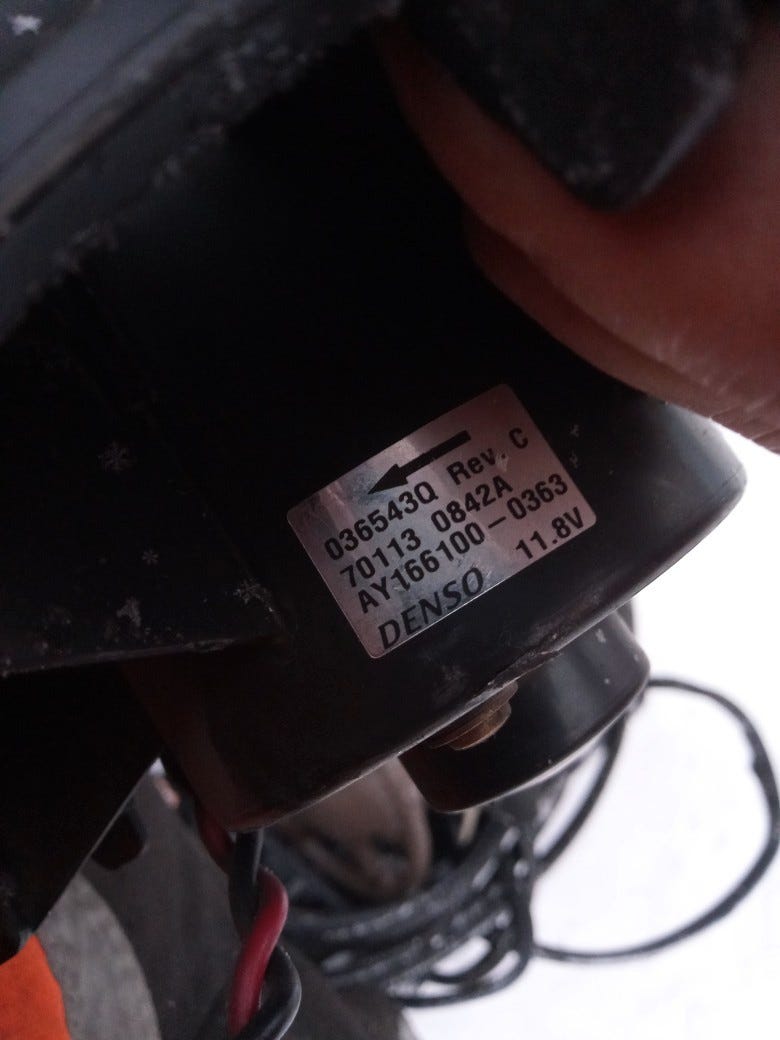 036543Q Rev. C
70113 0842A
AY166100-0363
DENSO 11.8V